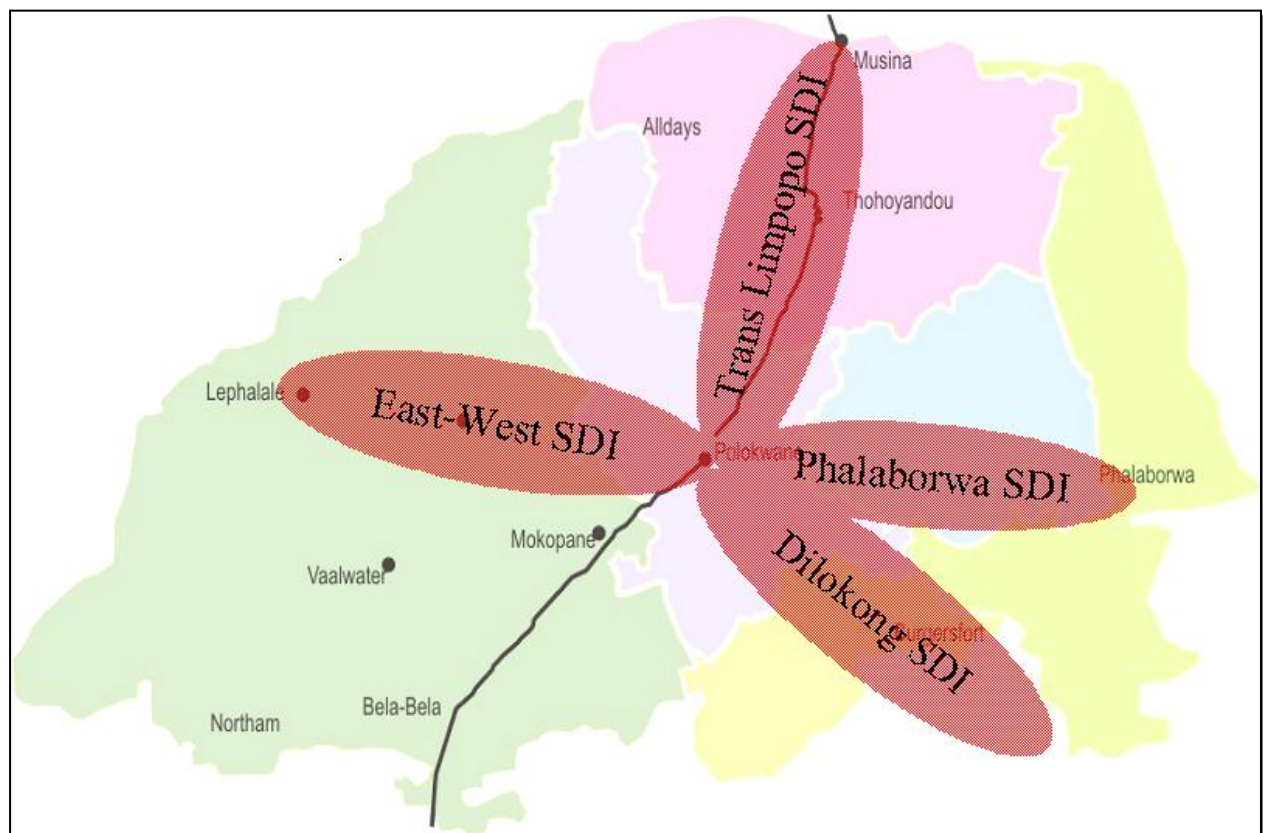 Musina
Alldays
Trans Limpopo SDI
Thohoyandou
Lephalale
East-West SDI
Polokwane
Phalaborwa SDI
Phalaborwa
Mokopane
Dilokong SDI
Vaalwater
Burgersfort
Bela-Bela
Northam